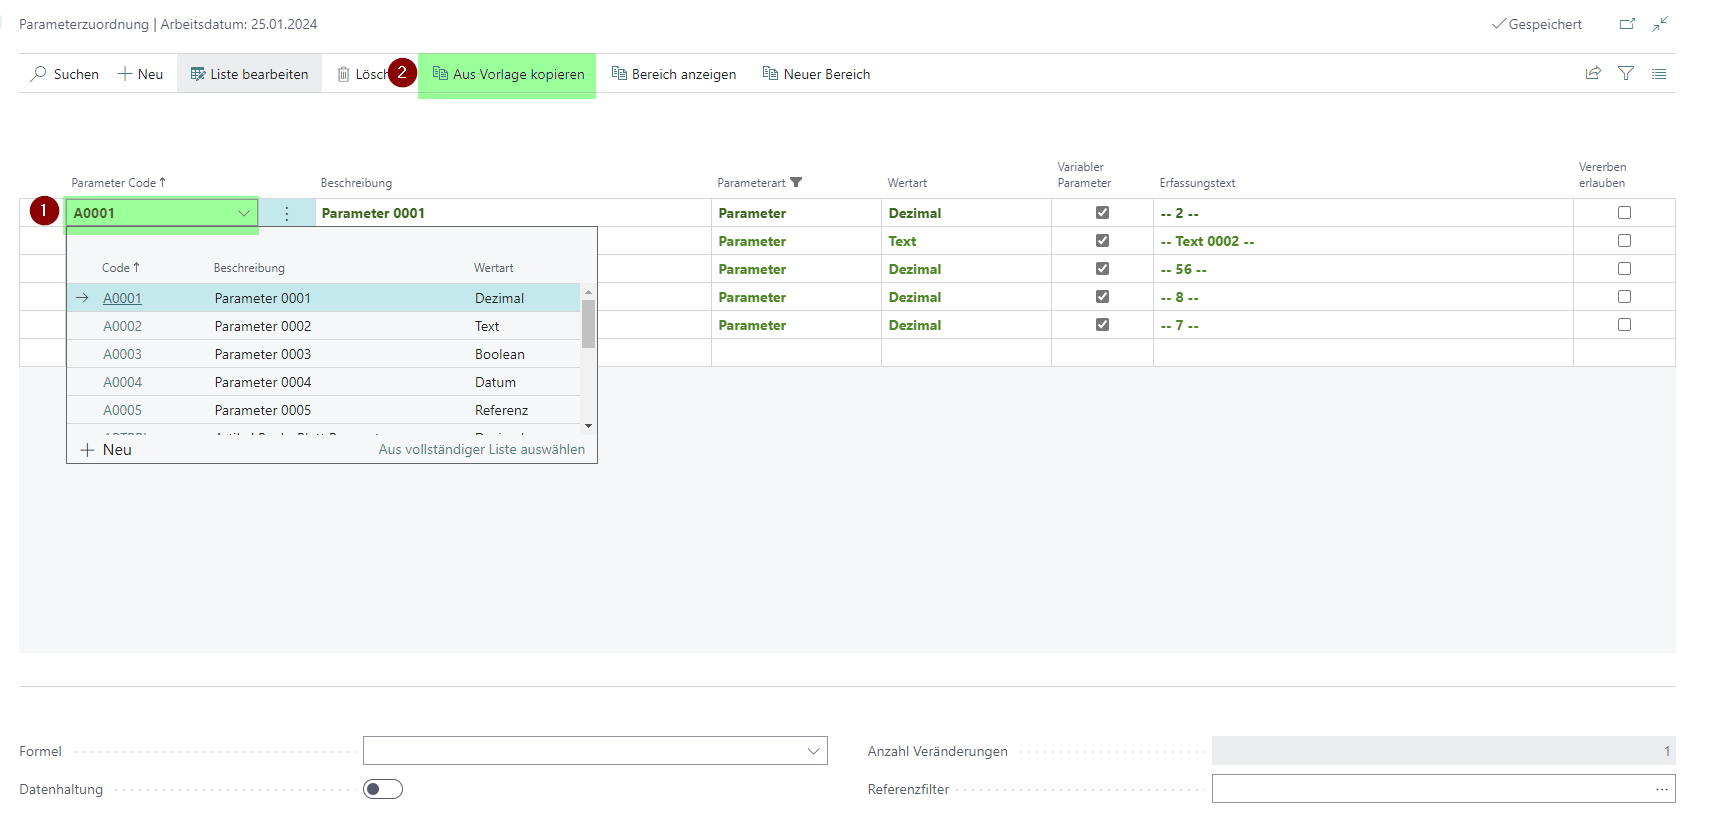 Parameterzuordnung | Arbeitsdatum: 25.01.2024
Gespeichert
Suchen Neu Liste bearbeiten Lösch 2 Aus Vorlage kopieren Bereich anzeigen Neuer Bereich
Parameter Code ↑ Beschreibung Parameterart Wertart Variabler Parameter Erfassungstext Vererben erlauben
1 A0001 Parameter 0001 Parameter Dezimal -- 2 --
Parameter Text -- Text 0002 --
Parameter Dezimal -- 56 --
Parameter Dezimal -- 8 --
Parameter Dezimal -- 7 --
Code ↑ Beschreibung Wertart
A0001 Parameter 0001 Dezimal
A0002 Parameter 0002 Text
A0003 Parameter 0003 Boolean
A0004 Parameter 0004 Datum
A0005 Parameter 0005 Referenz
Neu Aus vollständiger Liste auswählen
Formel Anzahl Veränderungen 1
Datenhaltung Referenzfilter